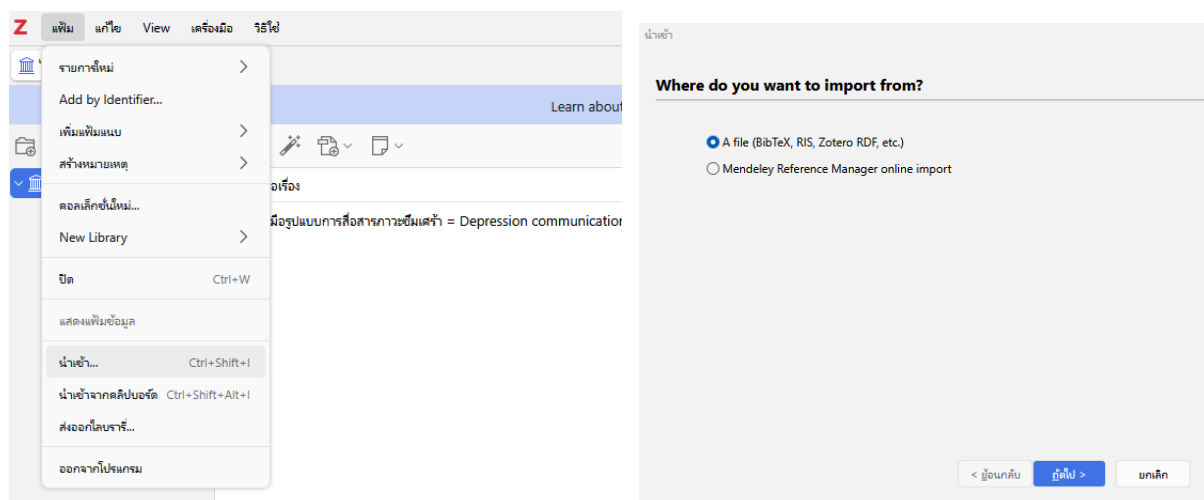 Z แฟ้ม แก้ไข View เครื่องมือ วิธีใช้
รายการใหม่
Add by Identifier...
เพิ่มแฟ้มแนบ
สร้างหมายเหตุ
คอลเล็กชั่นใหม่...
New Library
ปิด Ctrl+W
แสดงแฟ้มข้อมูล
นำเข้า... Ctrl+Shift+I
นำเข้าจากคลิปบอร์ด Ctrl+Shift+Alt+I
ส่งออกไลบรารี่...
ออกจากโปรแกรม
Learn about
อเรื่อง
มือรูปแบบการสื่อสารภาวะซึมเศร้า = Depression communication
นำเข้า
Where do you want to import from?
A file (BibTeX, RIS, Zotero RDF, etc.)
Mendeley Reference Manager online import
< ย้อนกลับ ถัดไป > ยกเลิก